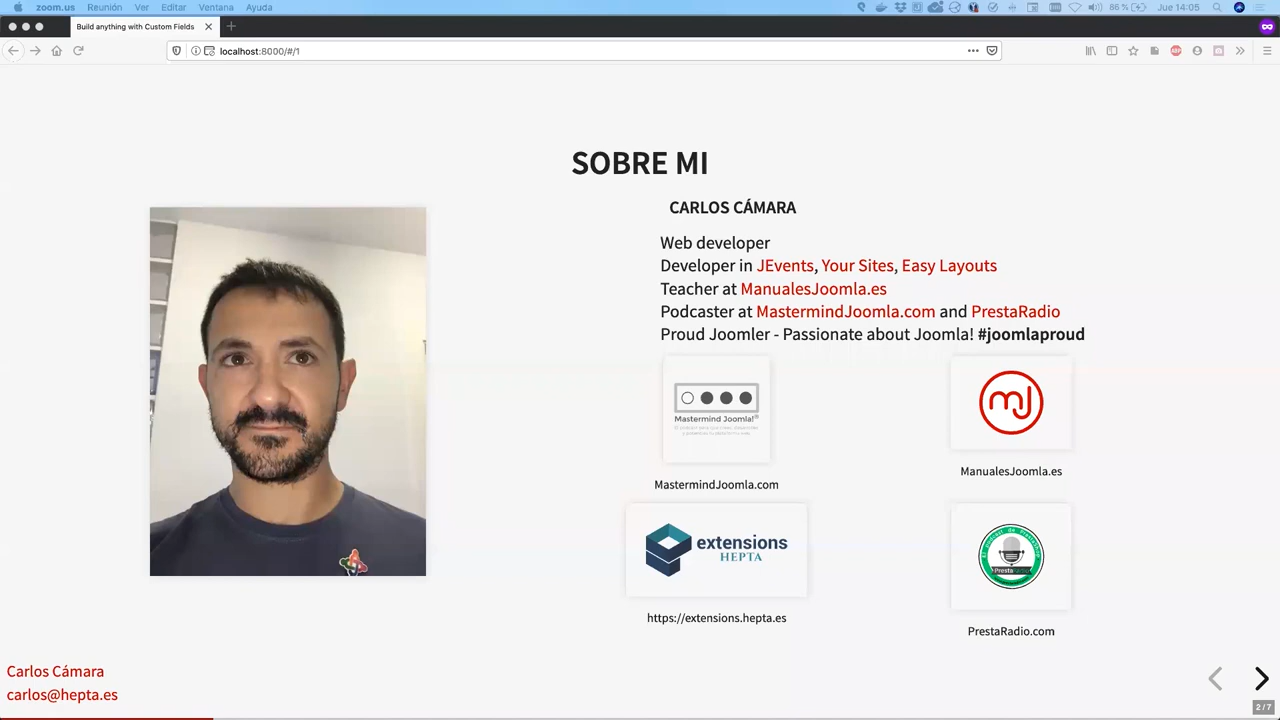 zoom.us Reunión Ver Editar Ventana Ayuda
86 % Jue 14:05
Build anything with Custom Fields
localhost:8000/#/1
SOBRE MI
CARLOS CÁMARA
Web developer
Developer in JEvents, Your Sites, Easy Layouts
Teacher at ManualesJoomla.es
Podcaster at MastermindJoomla.com and PrestaRadio
Proud Joomler - Passionate about Joomla! #joomlaproud
Mastermind Joomla!®
mj
MastermindJoomla.com
ManualesJoomla.es
extensions
HEPTA
PrestaRadio
https://extensions.hepta.es
PrestaRadio.com
Carlos Cámara
carlos@hepta.es
2 / 7